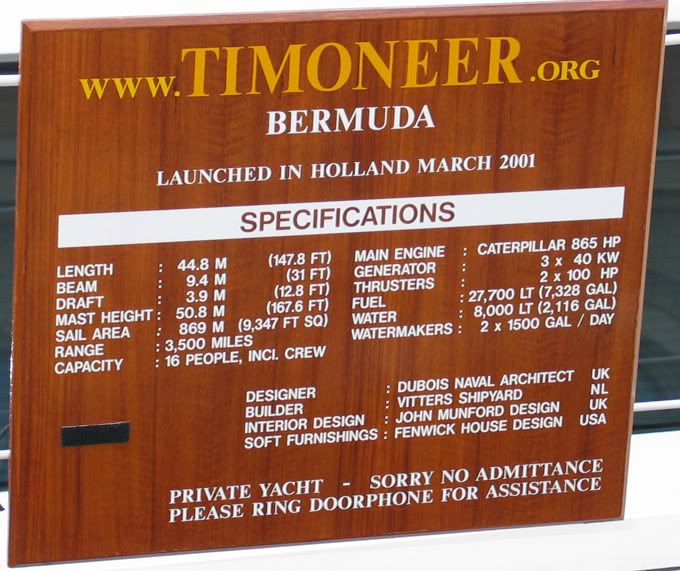 www.TIMONEER.ORG
BERMUDA
LAUNCHED IN HOLLAND MARCH 2001
SPECIFICATIONS
LENGTH : 44.8 M (147.8 FT)
BEAM : 9.4 M (31 FT)
DRAFT : 3.9 M (12.8 FT)
MAST HEIGHT : 50.8 M (167.6 FT)
SAIL AREA : 869 M (9,347 FT SQ)
RANGE : 3,500 MILES
CAPACITY : 16 PEOPLE, INCl. CREW
MAIN ENGINE : CATERPILLAR 865 HP
GENERATOR : 3 x 40 KW
THRUSTERS : 2 x 100 HP
FUEL : 27,700 LT (7,328 GAL)
WATER : 8,000 LT (2,116 GAL)
WATERMAKERS : 2 x 1500 GAL / DAY
DESIGNER : DUBOIS NAVAL ARCHITECT UK
BUILDER : VITTERS SHIPYARD NL
INTERIOR DESIGN : JOHN MUNFORD DESIGN UK
SOFT FURNISHINGS : FENWICK HOUSE DESIGN USA
PRIVATE YACHT - SORRY NO ADMITTANCE
PLEASE RING DOORPHONE FOR ASSISTANCE